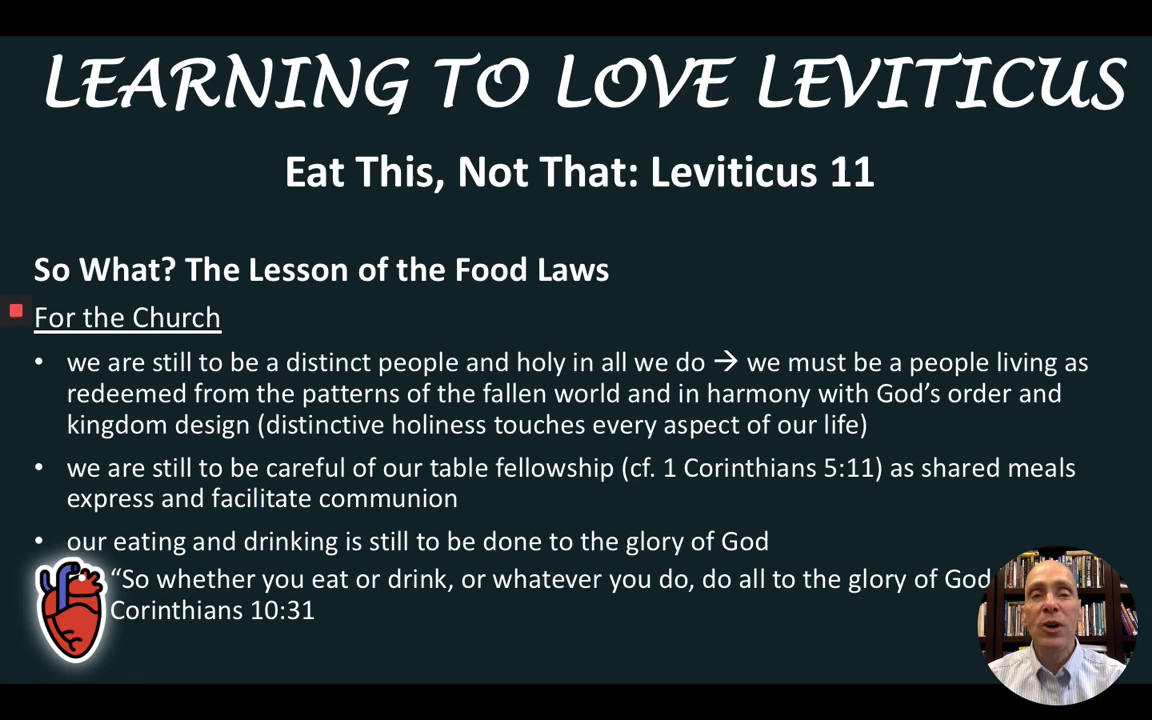 LEARNING TO LOVE LEVITICUS
Eat This, Not That: Leviticus 11
So What? The Lesson of the Food Laws
For the Church
• we are still to be a distinct people and holy in all we do → we must be a people living as
redeemed from the patterns of the fallen world and in harmony with God’s order and
kingdom design (distinctive holiness touches every aspect of our life)
• we are still to be careful of our table fellowship (cf. 1 Corinthians 5:11) as shared meals
express and facilitate communion
• our eating and drinking is still to be done to the glory of God
“So whether you eat or drink, or whatever you do, do all to the glory of God
Corinthians 10:31